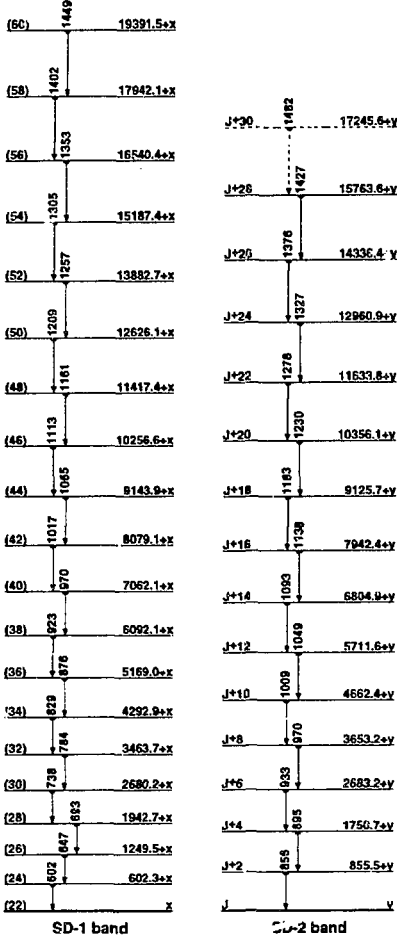 (60) 19391.5+x
1449
(58) 17942.1+x
1402
(56) 16540.4+x
1353
(54) 15187.4+x
1305
(52) 13882.7+x
1257
(50) 12626.1+x
1209
(48) 11417.4+x
1161
(46) 10256.6+x
1113
(44) 9143.9+x
1065
(42) 8079.1+x
1017
(40) 7062.1+x
970
(38) 6092.1+x
923
(36) 5169.0+x
876
(34) 4292.9+x
829
(32) 3463.7+x
784
(30) 2680.2+x
738
(28) 1942.7+x
693
(26) 1249.5+x
647
(24) 602.3+x
602
(22) x
SD-1 band
J+30 17245.6+y
1482
J+28 15763.6+y
1427
J+26 14336.4+y
1376
J+24 12960.9+y
1327
J+22 11633.8+y
1278
J+20 10356.1+y
1230
J+18 9125.7+y
1183
J+16 7942.4+y
1138
J+14 6804.9+y
1093
J+12 5711.6+y
1049
J+10 4662.4+y
1009
J+8 3653.2+y
970
J+6 2683.2+y
933
J+4 1750.7+y
895
J+2 855.5+y
855
J y
SD-2 band